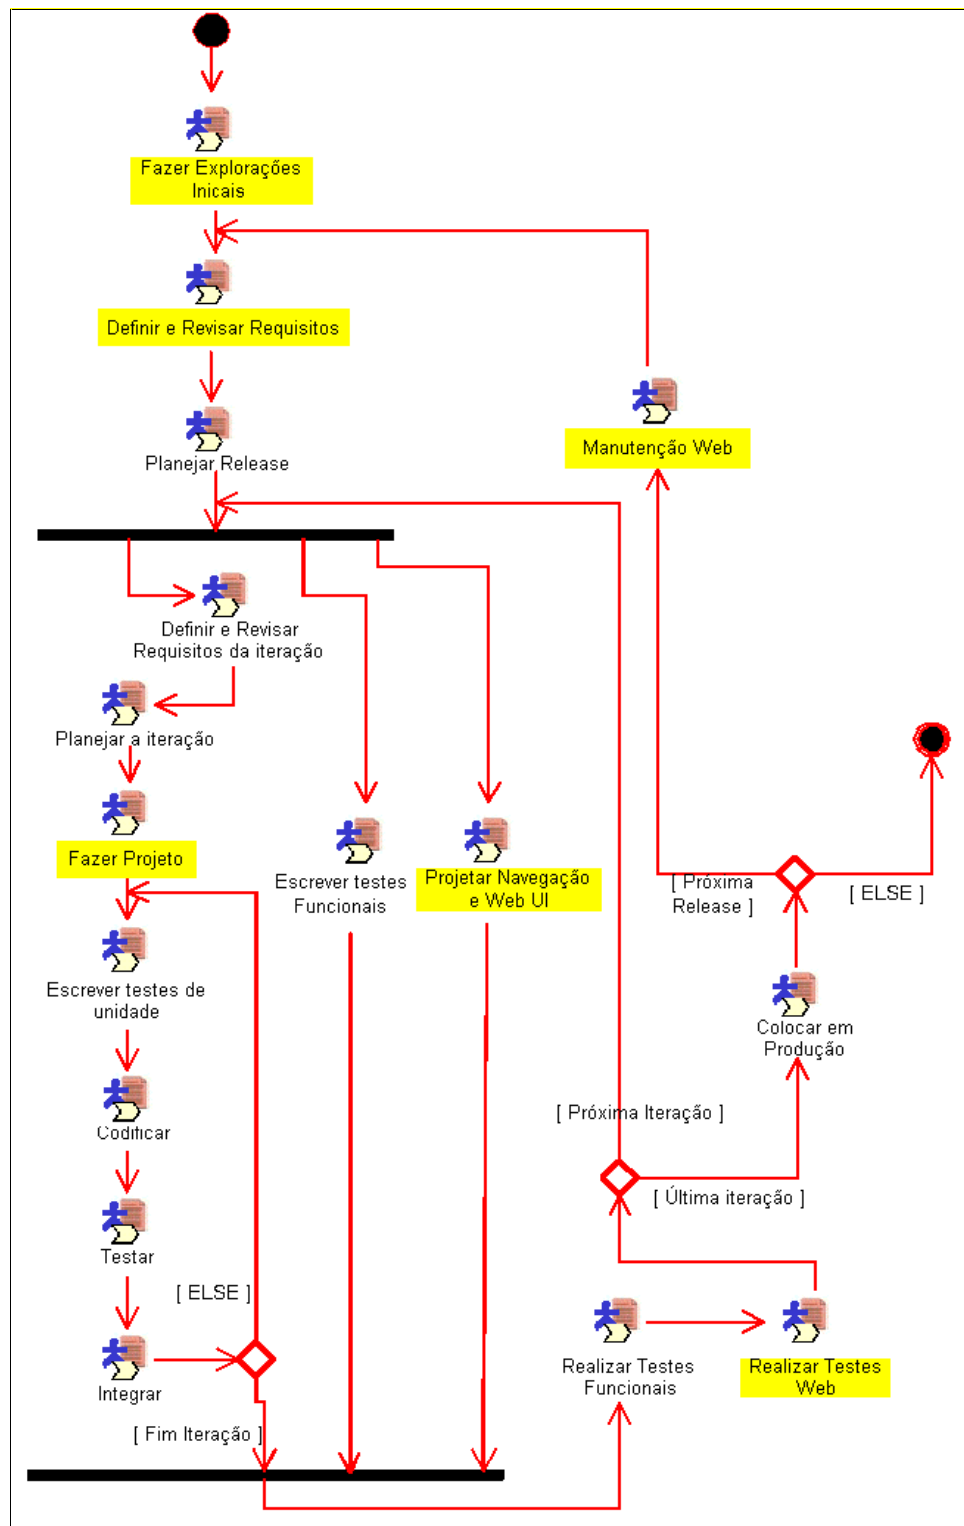 Fazer Explorações
Inicais
Definir e Revisar Requisitos
Planejar Release
Manutenção Web
Definir e Revisar
Requisitos da iteração
Planejar a iteração
Fazer Projeto
Escrever testes
Funcionais
Projetar Navegação
e Web UI
[ Próxima
Release ]
[ ELSE ]
Escrever testes de
unidade
Colocar em
Produção
Codificar
[ Próxima Iteração ]
[ Última iteração ]
Testar
[ ELSE ]
Integrar
[ Fim Iteração ]
Realizar Testes
Funcionais
Realizar Testes
Web